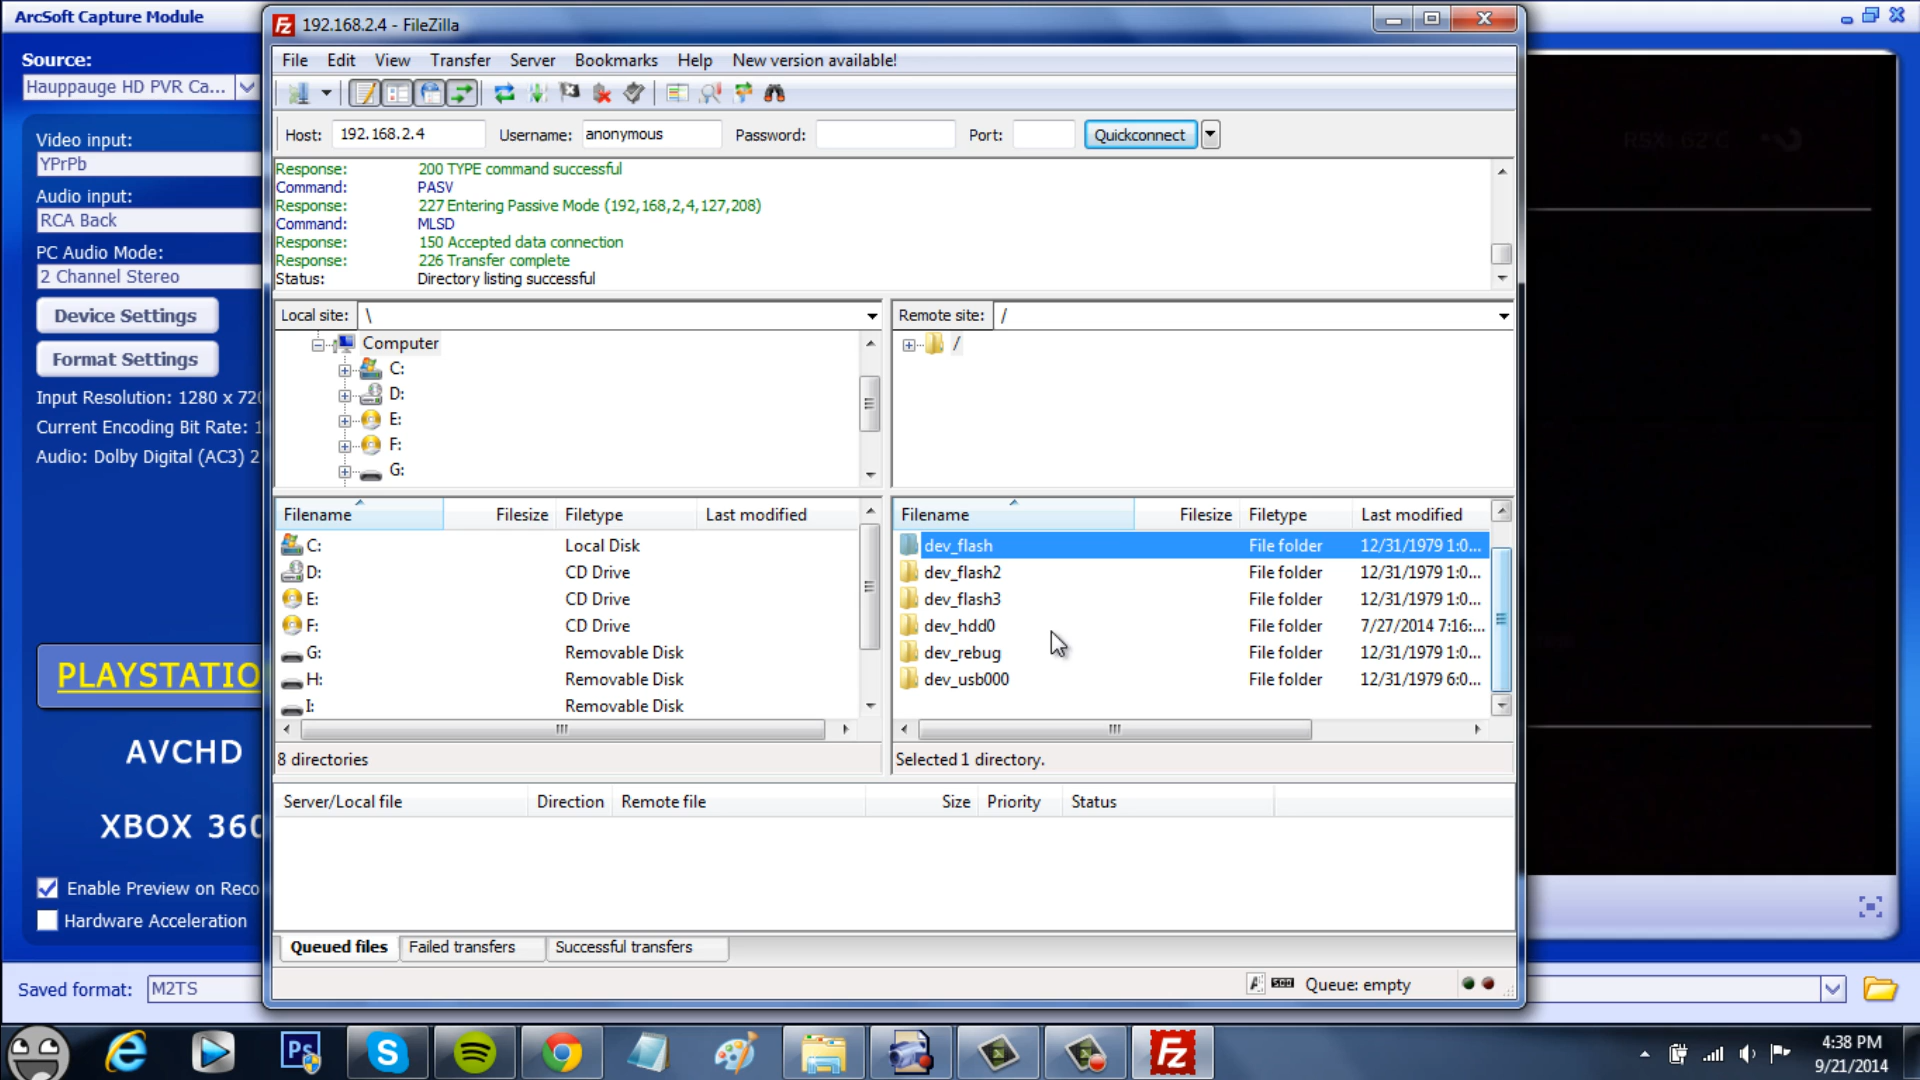 ArcSoft Capture Module
Source:
Hauppauge HD PVR Ca...
Video input:
YPrPb
Audio input:
RCA Back
PC Audio Mode:
2 Channel Stereo
Device Settings
Format Settings
Input Resolution: 1280 x 720
Current Encoding Bit Rate: 1
Audio: Dolby Digital (AC3) 2
PLAYSTATIO
AVCHD
XBOX 360
Enable Preview on Reco
Hardware Acceleration
Saved format: M2TS
192.168.2.4 - FileZilla
File Edit View Transfer Server Bookmarks Help New version available!
Host: 192.168.2.4 Username: anonymous Password: Port: Quickconnect
Response: 200 TYPE command successful
Command: PASV
Response: 227 Entering Passive Mode (192,168,2,4,127,208)
Command: MLSD
Response: 150 Accepted data connection
Response: 226 Transfer complete
Status: Directory listing successful
Local site: \
Computer
C:
D:
E:
F:
G:
Filename Filesize Filetype Last modified
C: Local Disk
D: CD Drive
E: CD Drive
F: CD Drive
G: Removable Disk
H: Removable Disk
I: Removable Disk
8 directories
Remote site: /
/
Filename Filesize Filetype Last modified
dev_flash File folder 12/31/1979 1:0...
dev_flash2 File folder 12/31/1979 1:0...
dev_flash3 File folder 12/31/1979 1:0...
dev_hdd0 File folder 7/27/2014 7:16:...
dev_rebug File folder 12/31/1979 1:0...
dev_usb000 File folder 12/31/1979 6:0...
Selected 1 directory.
Server/Local file Direction Remote file Size Priority Status
Queued files Failed transfers Successful transfers
Queue: empty
RSX: 62°C
Ps
4:38 PM
9/21/2014